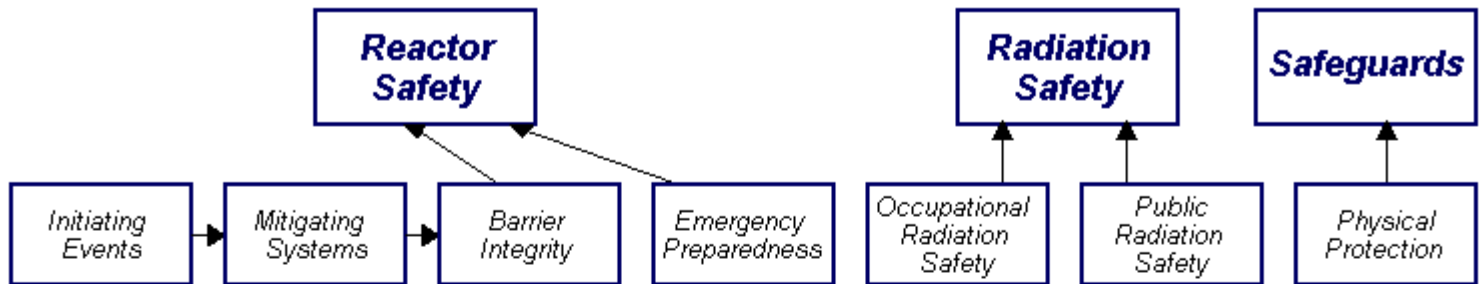 Reactor
Safety
Radiation
Safety
Safeguards
Initiating
Events
Mitigating
Systems
Barrier
Integrity
Emergency
Preparedness
Occupational
Radiation
Safety
Public
Radiation
Safety
Physical
Protection